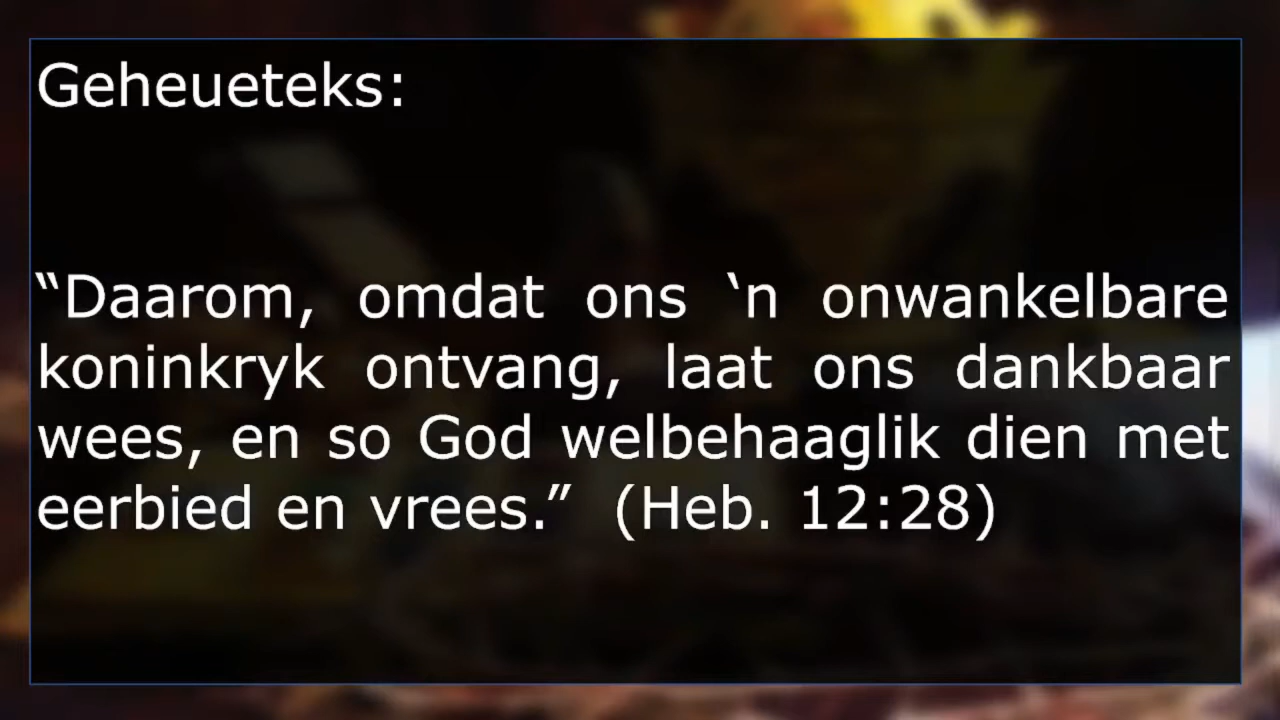 Geheueteks:
“Daarom, omdat ons ‘n onwankelbare
koninkryk ontvang, laat ons dankbaar
wees, en so God welbehaaglik dien met
eerbied en vrees.” (Heb. 12:28)